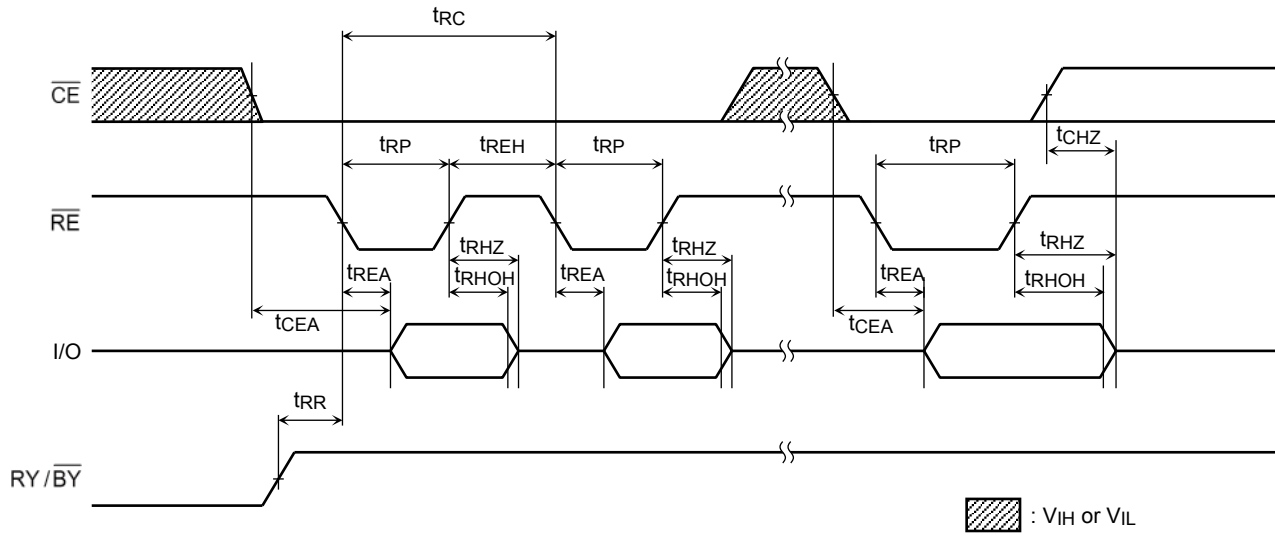 tRC
CE
tCHZ
tRP tREH tRP tRP
RE
tRHZ tRHZ tRHZ
tREA tRHOH tREA tRHOH tREA tRHOH
tCEA tCEA
I/O
tRR
RY/BY
: VIH or VIL